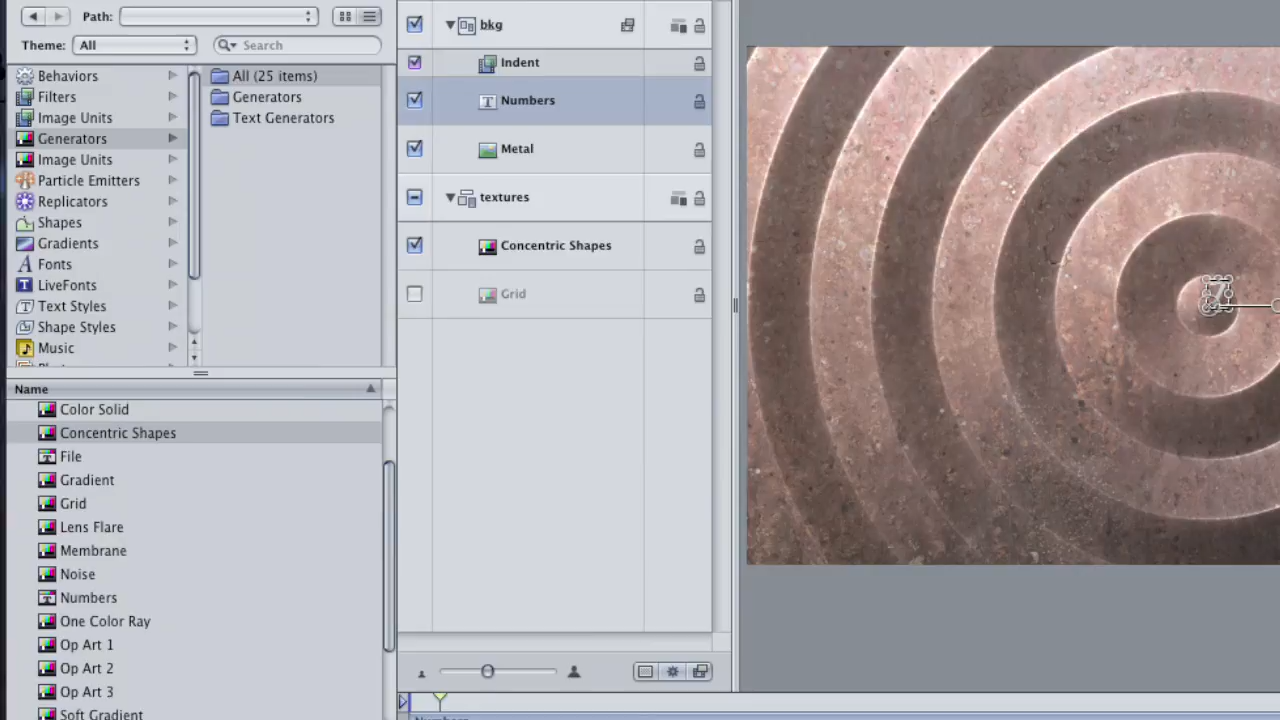 Path:
Theme: All Search
Behaviors
Filters
Image Units
Generators
Image Units
Particle Emitters
Replicators
Shapes
Gradients
Fonts
LiveFonts
Text Styles
Shape Styles
Music
All (25 items)
Generators
Text Generators
Name
Color Solid
Concentric Shapes
File
Gradient
Grid
Lens Flare
Membrane
Noise
Numbers
One Color Ray
Op Art 1
Op Art 2
Op Art 3
Soft Gradient
bkg
Indent
Numbers
Metal
textures
Concentric Shapes
Grid
7
Numbers